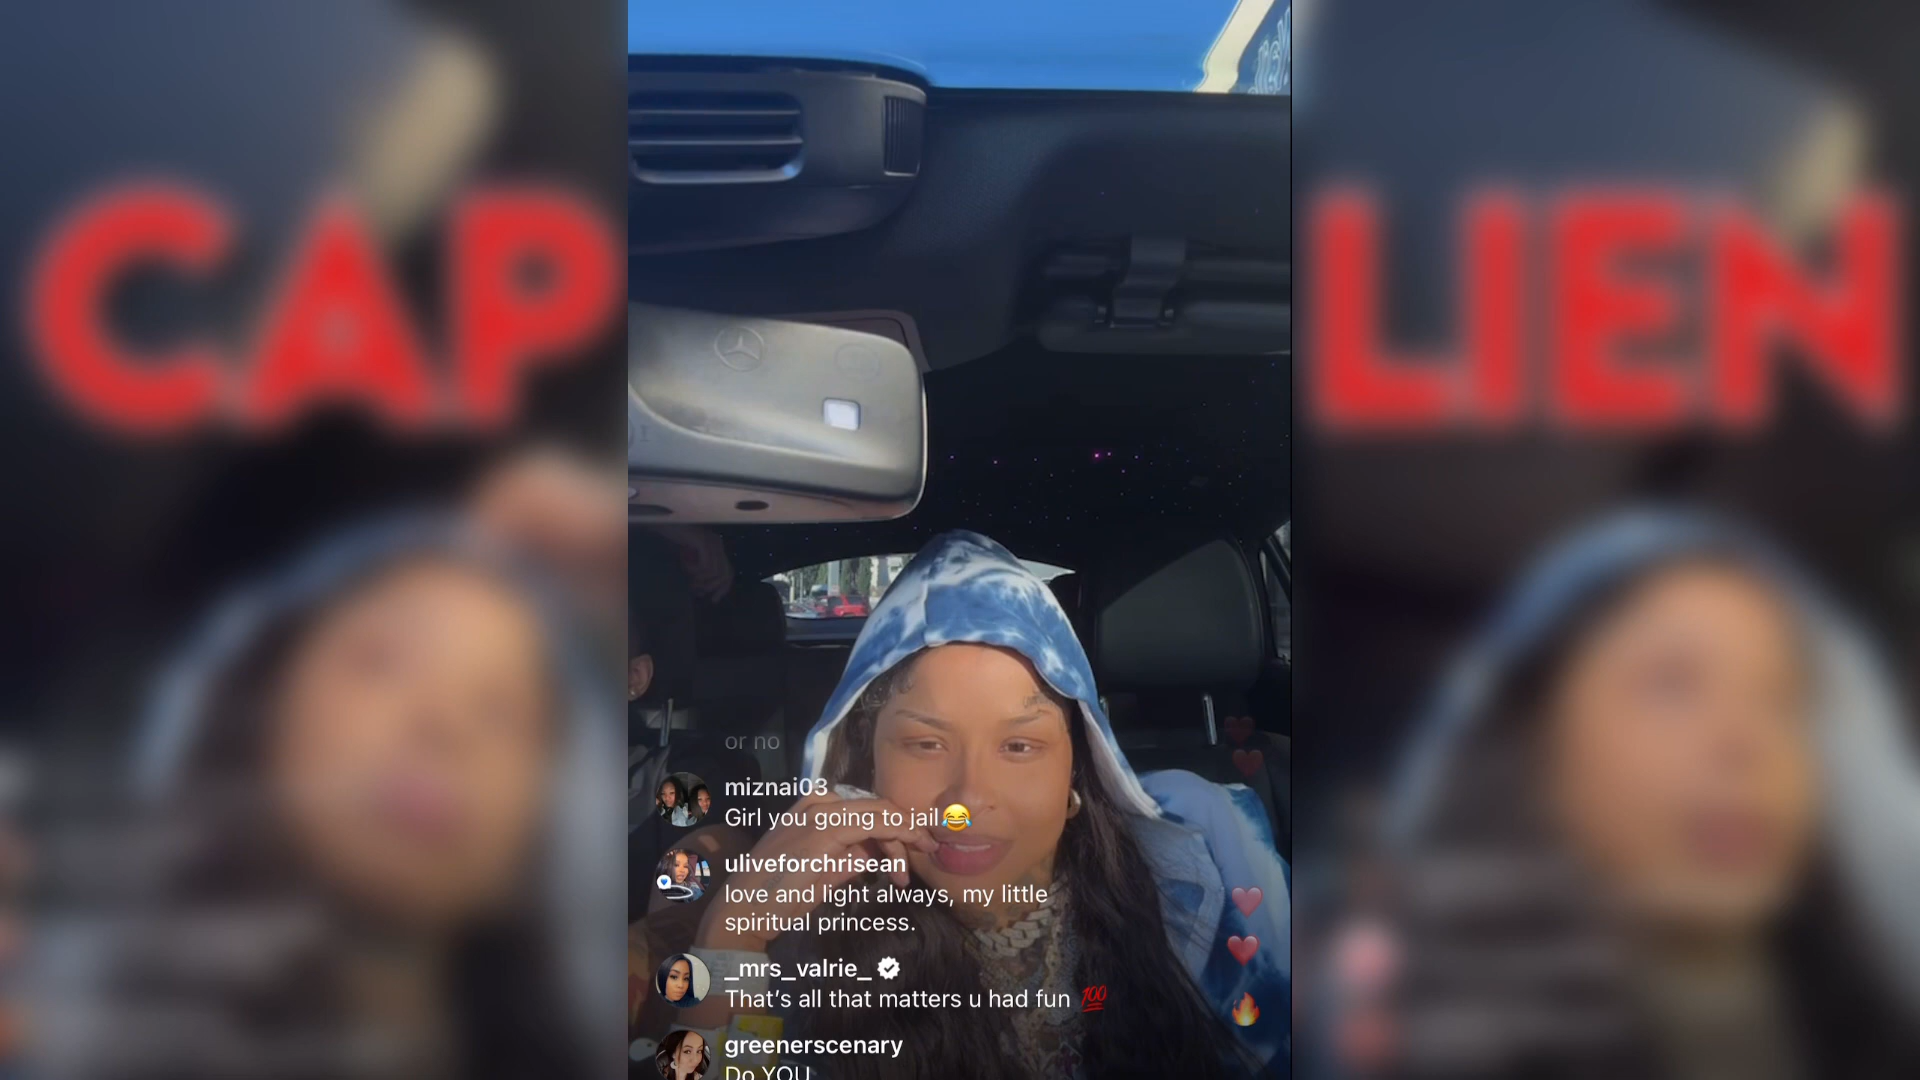 CAP
LIEN
or no
miznai03
Girl you going to jail😂
uliveforchrisean
love and light always, my little
spiritual princess.
_mrs_valrie_
That’s all that matters u had fun 💯
greenerscenary
Do YOU